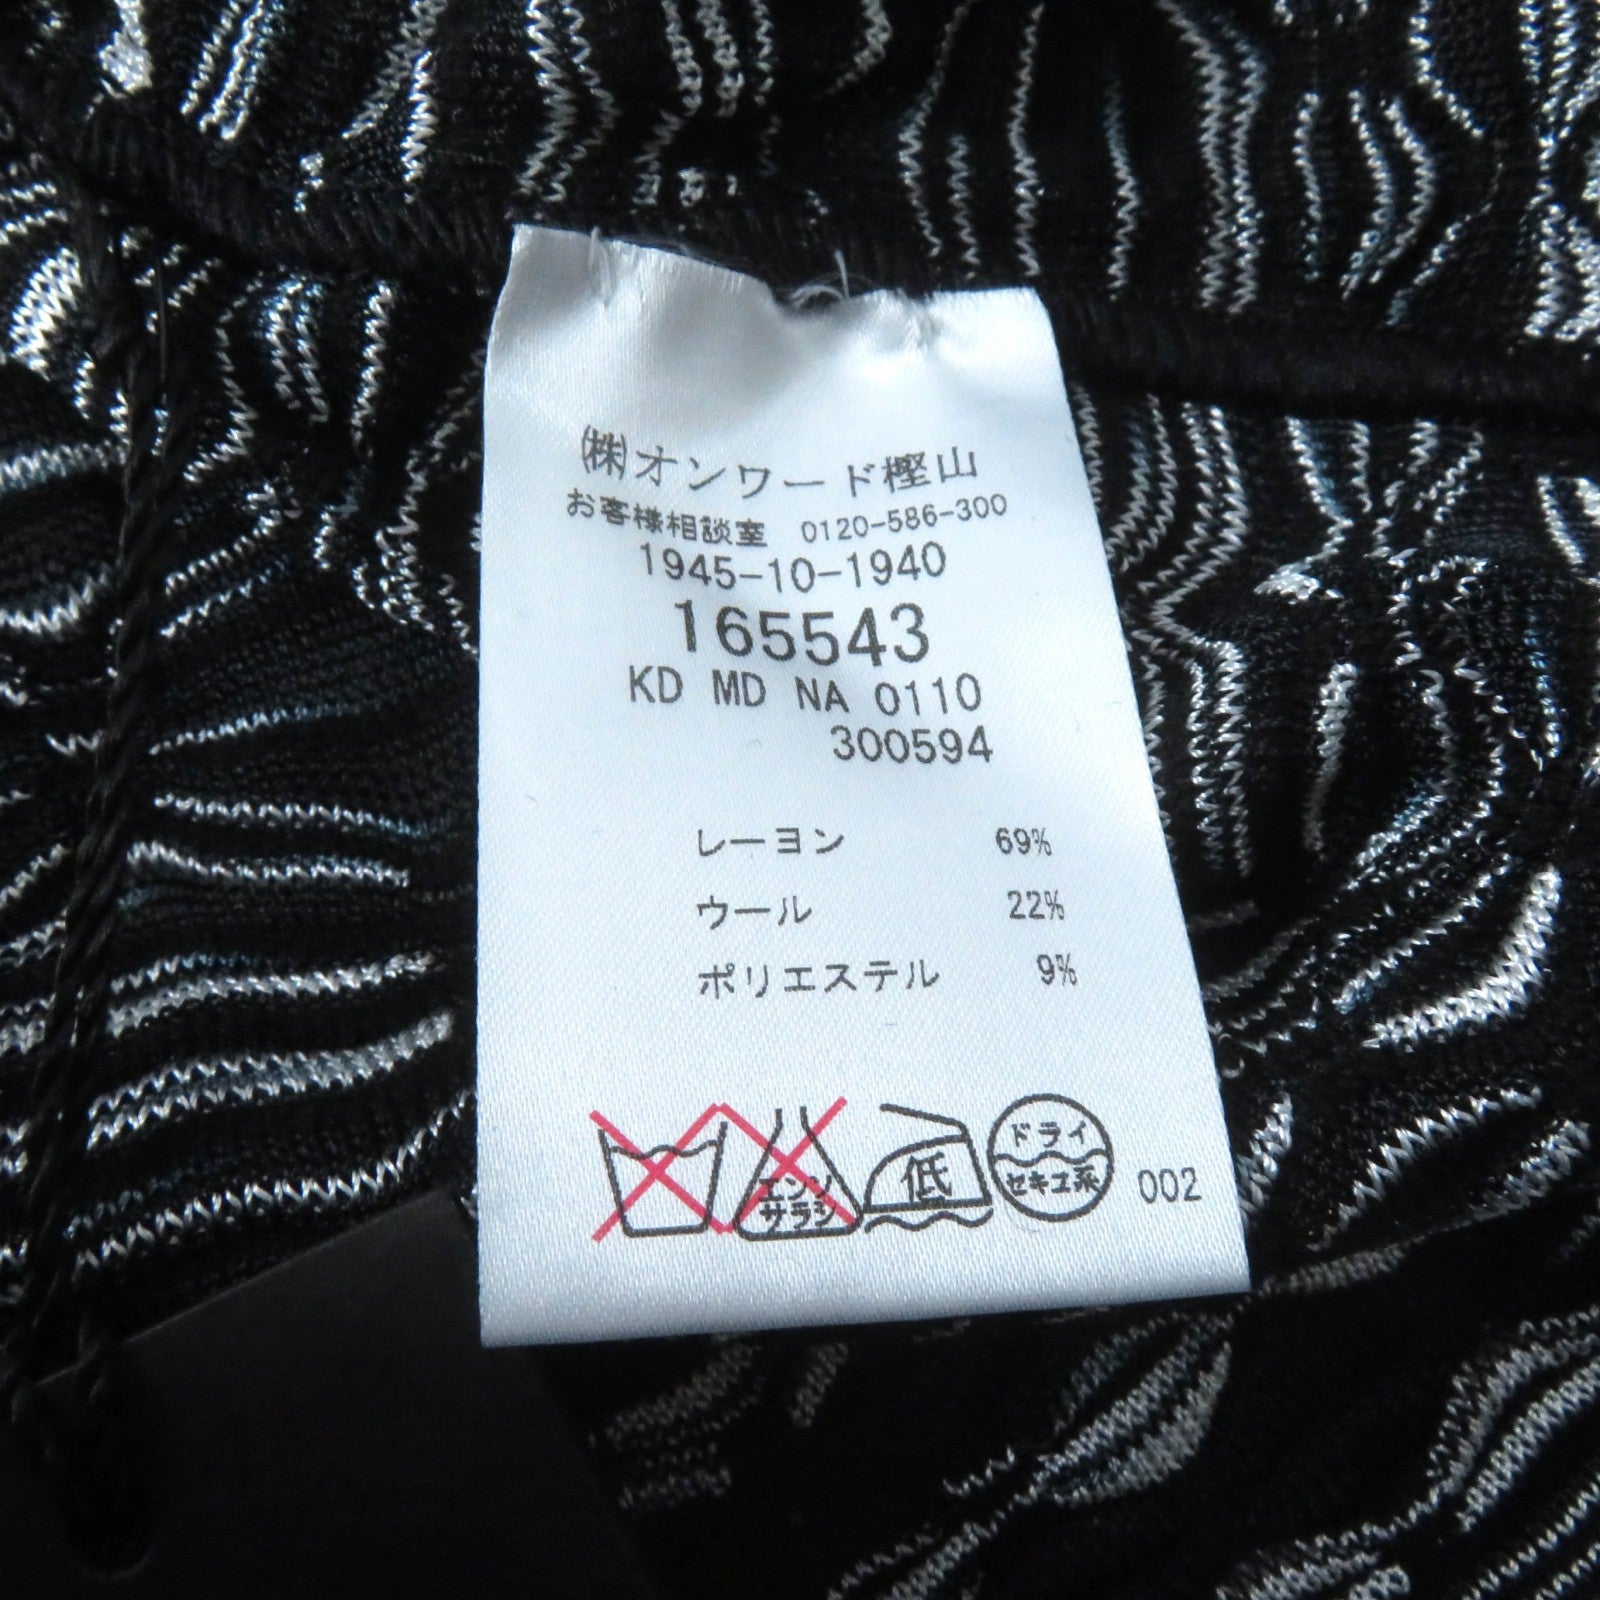 ㈱オンワード樫山
お客様相談室 0120-586-300
1945-10-1940
165543
KD MD NA 0110
300594
レーヨン 69%
ウール 22%
ポリエステル 9%
エンソ
サラシ
低
ドライ
セキユ系
002